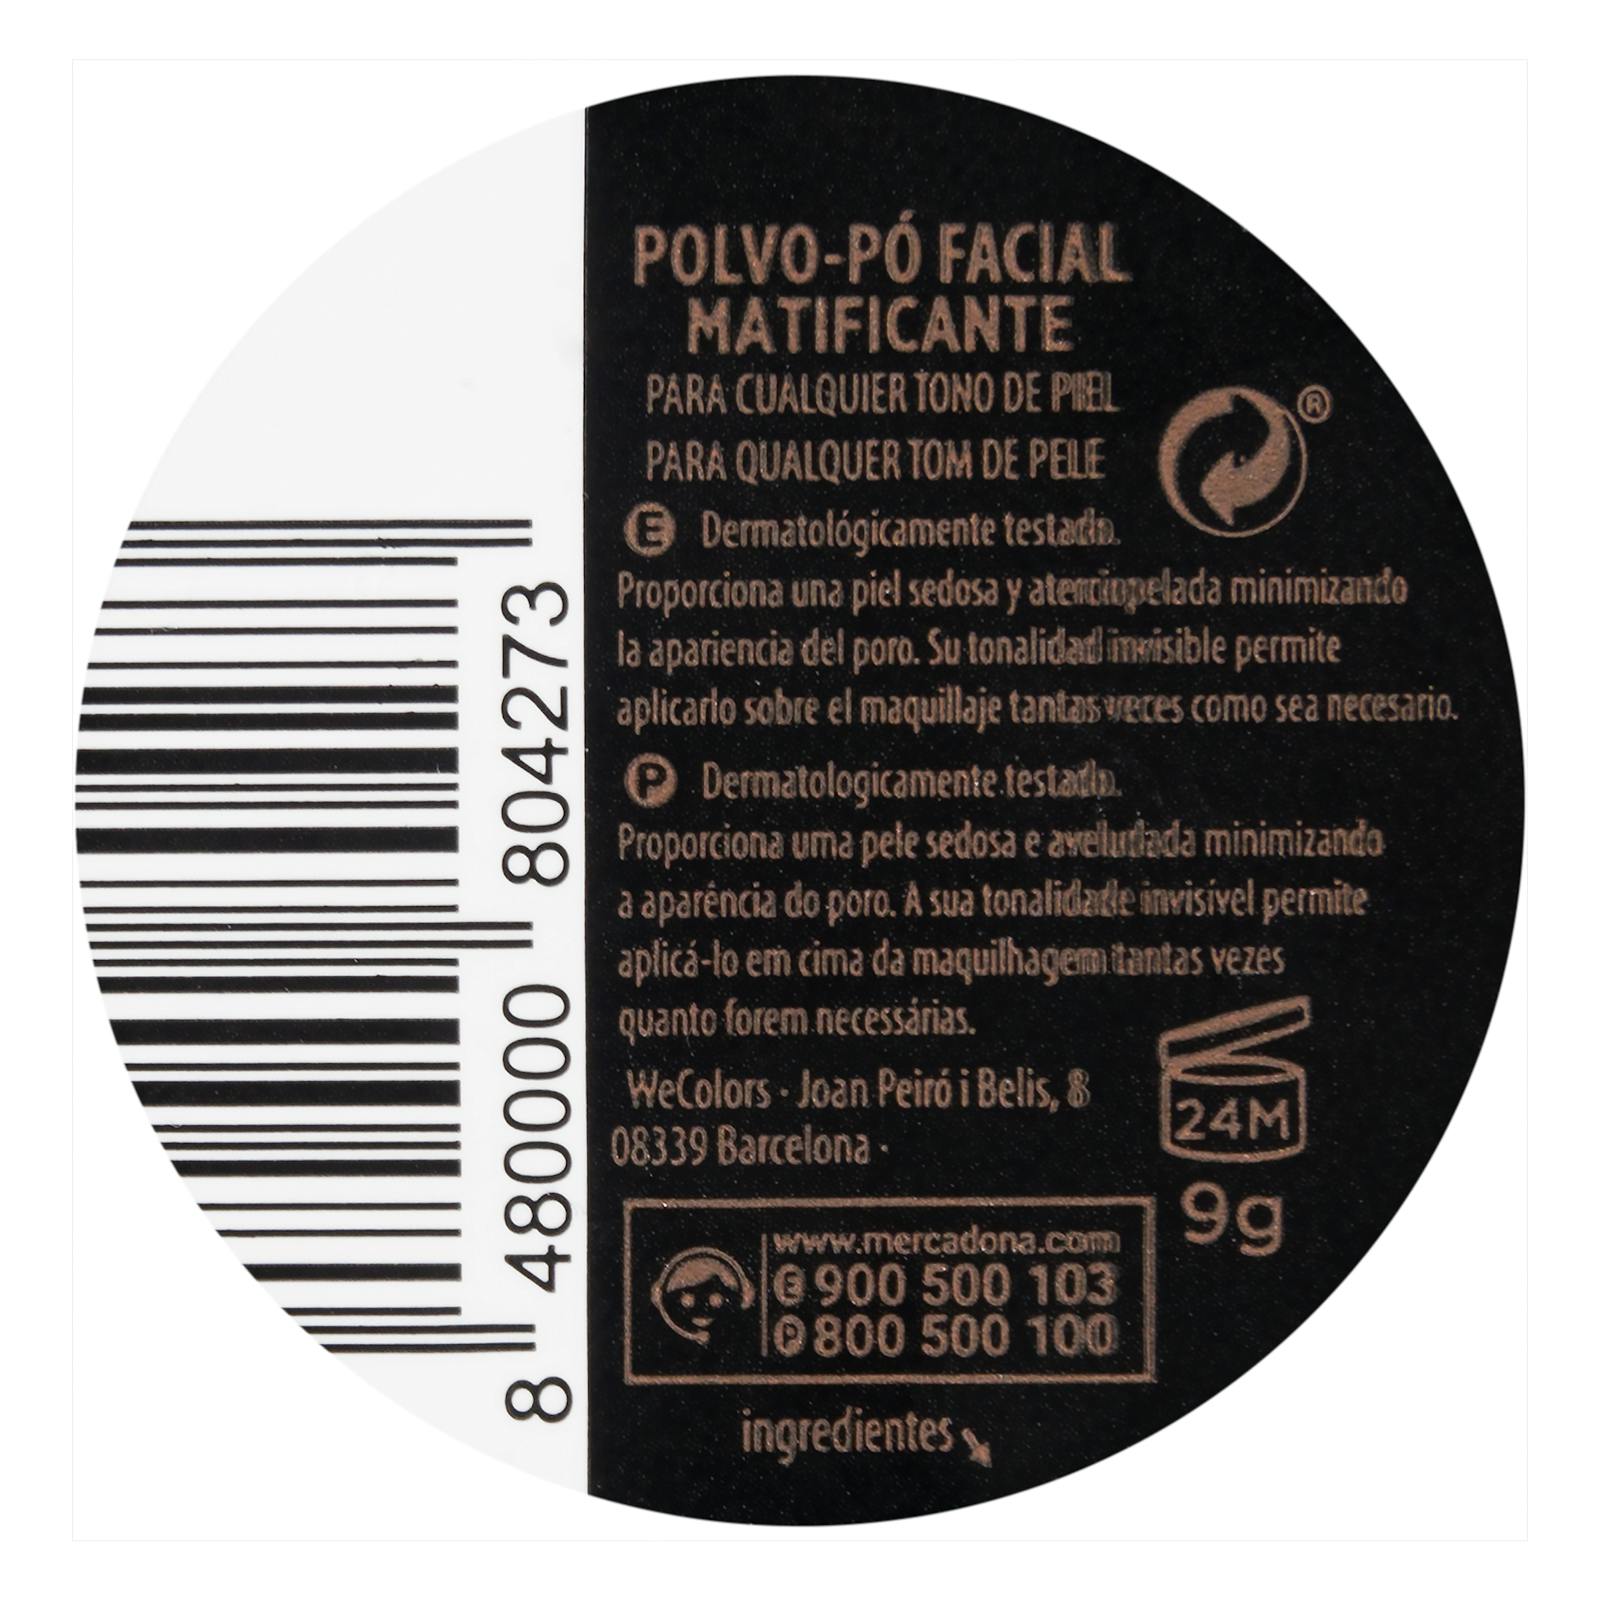 POLVO-PÓ FACIAL
MATIFICANTE
PARA CUALQUIER TONO DE PIEL
PARA QUALQUER TOM DE PELE
®
E Dermatológicamente testado.
Proporciona una piel sedosa y aterciopelada minimizando
la apariencia del poro. Su tonalidad invisible permite
aplicarlo sobre el maquillaje tantas veces como sea necesario.
P Dermatologicamente testado.
Proporciona uma pele sedosa e aveludada minimizando
a aparência do poro. A sua tonalidade invisível permite
aplicá-lo em cima da maquilhagem tantas vezes
quanto forem necessárias.
WeColors · Joan Peiró i Belis, 8
08339 Barcelona ·
24M
9g
www.mercadona.com
E 900 500 103
P 800 500 100
ingredientes
8 480000 804273